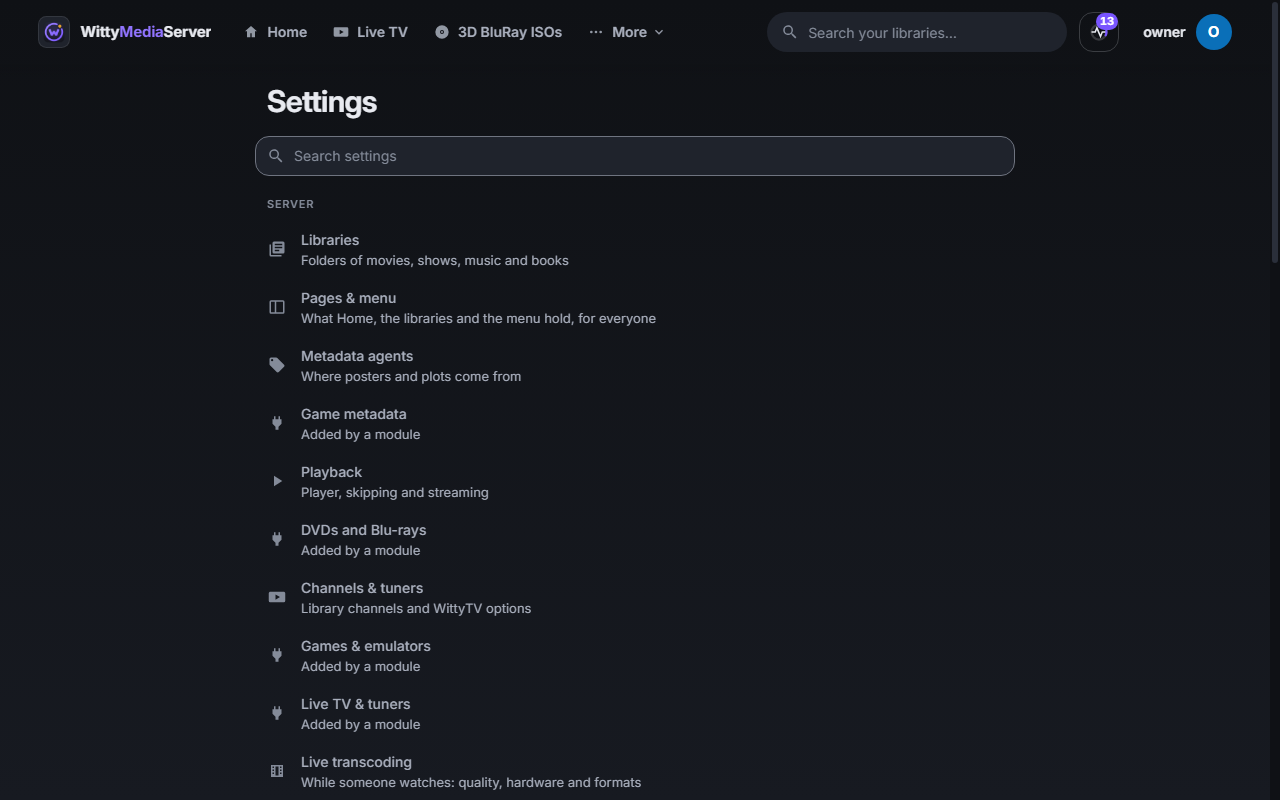 WittyMediaServer
Home
Live TV
3D BluRay ISOs
More
Search your libraries...
13
owner
O
Settings
Search settings
SERVER
Libraries
Folders of movies, shows, music and books
Pages & menu
What Home, the libraries and the menu hold, for everyone
Metadata agents
Where posters and plots come from
Game metadata
Added by a module
Playback
Player, skipping and streaming
DVDs and Blu-rays
Added by a module
Channels & tuners
Library channels and WittyTV options
Games & emulators
Added by a module
Live TV & tuners
Added by a module
Live transcoding
While someone watches: quality, hardware and formats